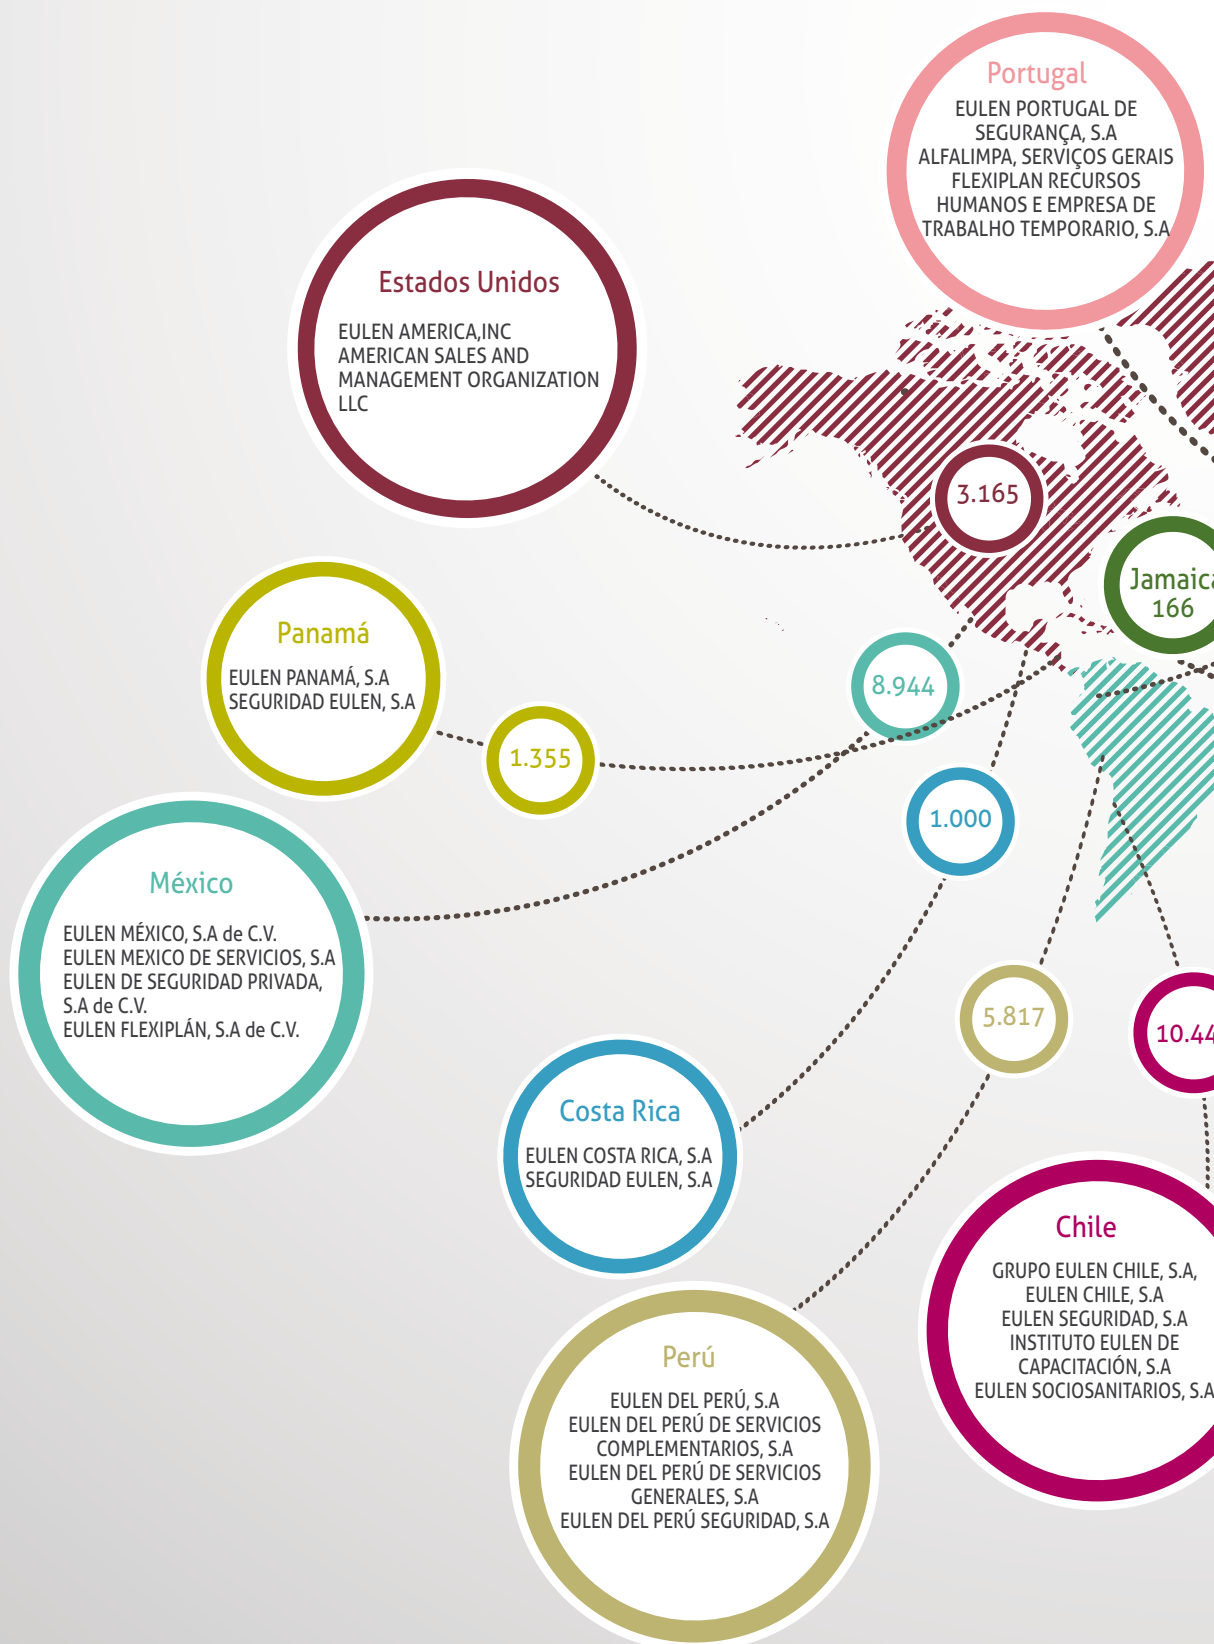 Portugal
EULEN PORTUGAL DE
SEGURANÇA, S.A
ALFALIMPA, SERVIÇOS GERAIS
FLEXIPLAN RECURSOS
HUMANOS E EMPRESA DE
TRABALHO TEMPORARIO, S.A
Estados Unidos
EULEN AMERICA,INC
AMERICAN SALES AND
MANAGEMENT ORGANIZATION
LLC
3.165
Jamaica
166
Panamá
EULEN PANAMÁ, S.A
SEGURIDAD EULEN, S.A
8.944
1.355
1.000
México
EULEN MÉXICO, S.A de C.V.
EULEN MEXICO DE SERVICIOS, S.A
EULEN DE SEGURIDAD PRIVADA,
S.A de C.V.
EULEN FLEXIPLÁN, S.A de C.V.
5.817
10.44
Costa Rica
EULEN COSTA RICA, S.A
SEGURIDAD EULEN, S.A
Chile
GRUPO EULEN CHILE, S.A,
EULEN CHILE, S.A
EULEN SEGURIDAD, S.A
INSTITUTO EULEN DE
CAPACITACIÓN, S.A
EULEN SOCIOSANITARIOS, S.A
Perú
EULEN DEL PERÚ, S.A
EULEN DEL PERÚ DE SERVICIOS
COMPLEMENTARIOS, S.A
EULEN DEL PERÚ DE SERVICIOS
GENERALES, S.A
EULEN DEL PERÚ SEGURIDAD, S.A